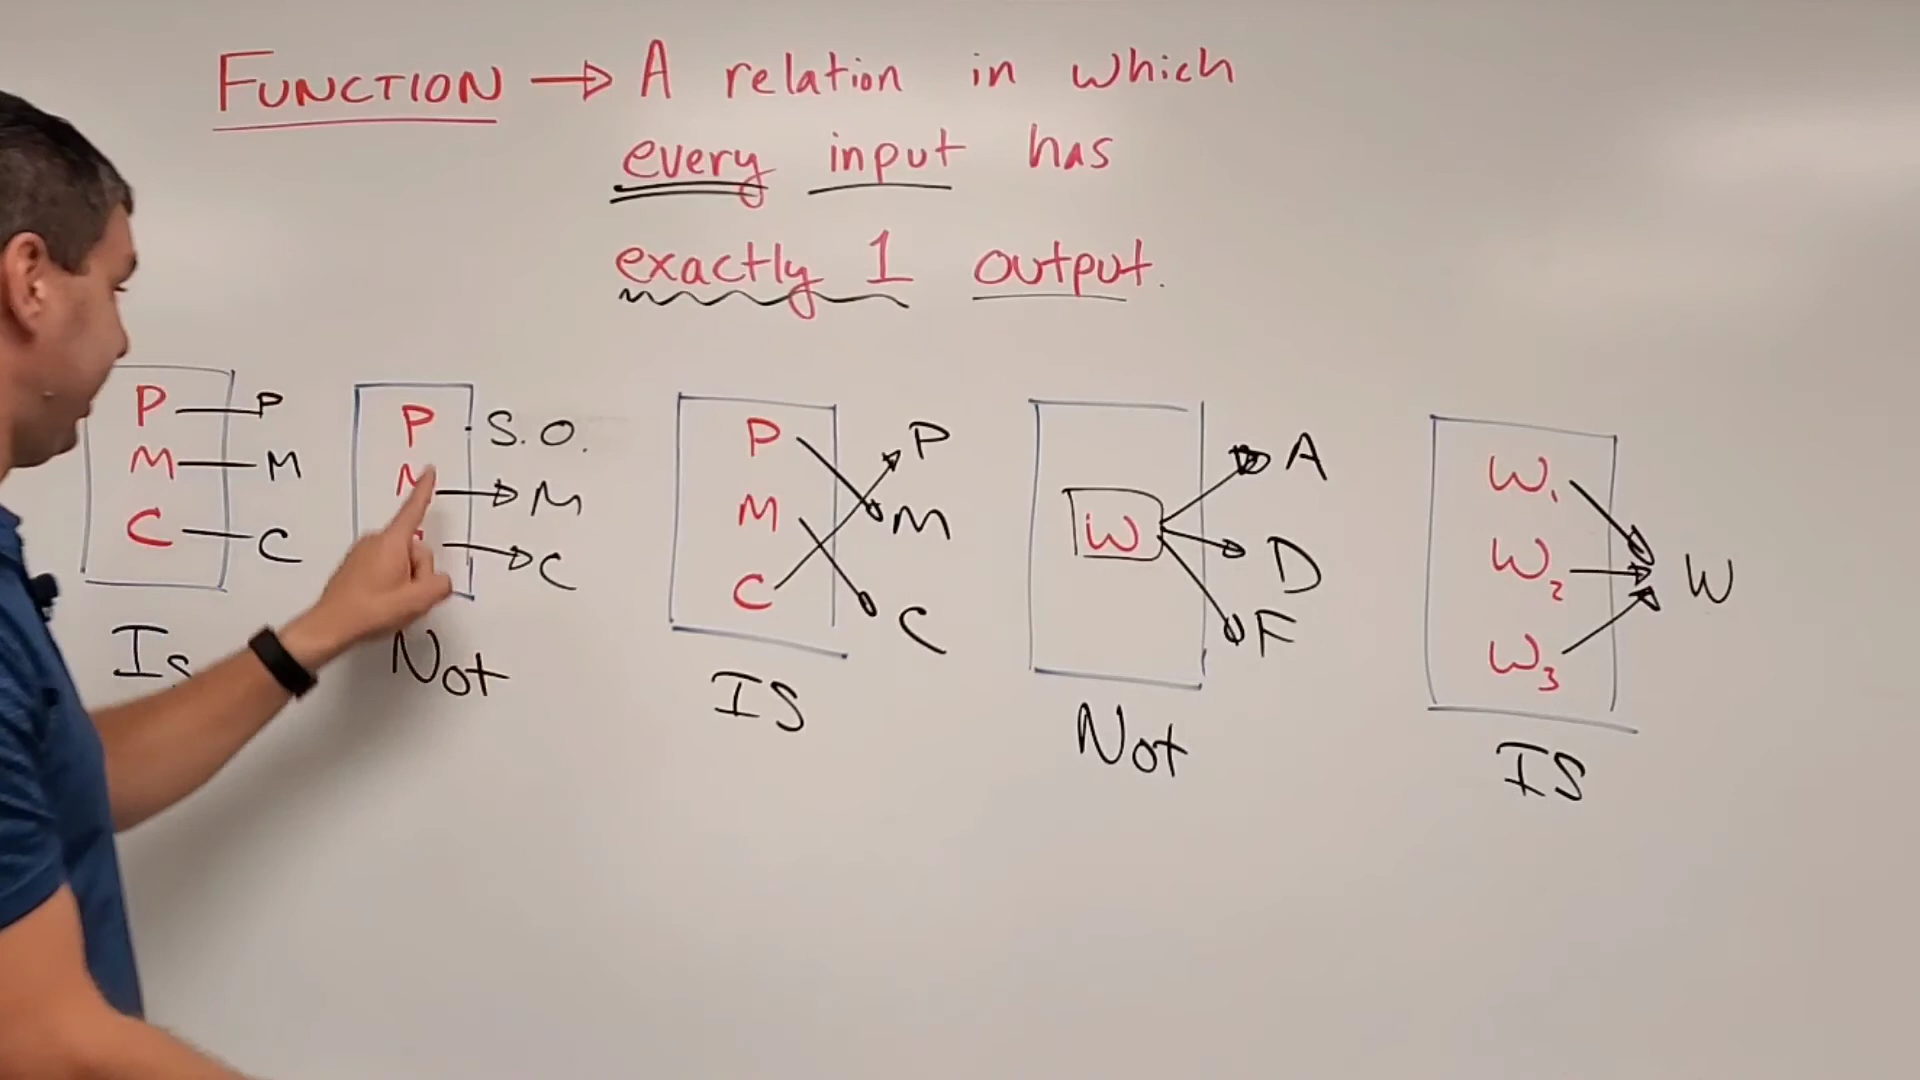 FUNCTION → A relation in which
every input has
exactly 1 output.
P P
M M
C C
Is
P S.O.
M M
C
Not
P P
M M
C C
IS
W A
D
F
Not
W1
W2 W
W3
IS